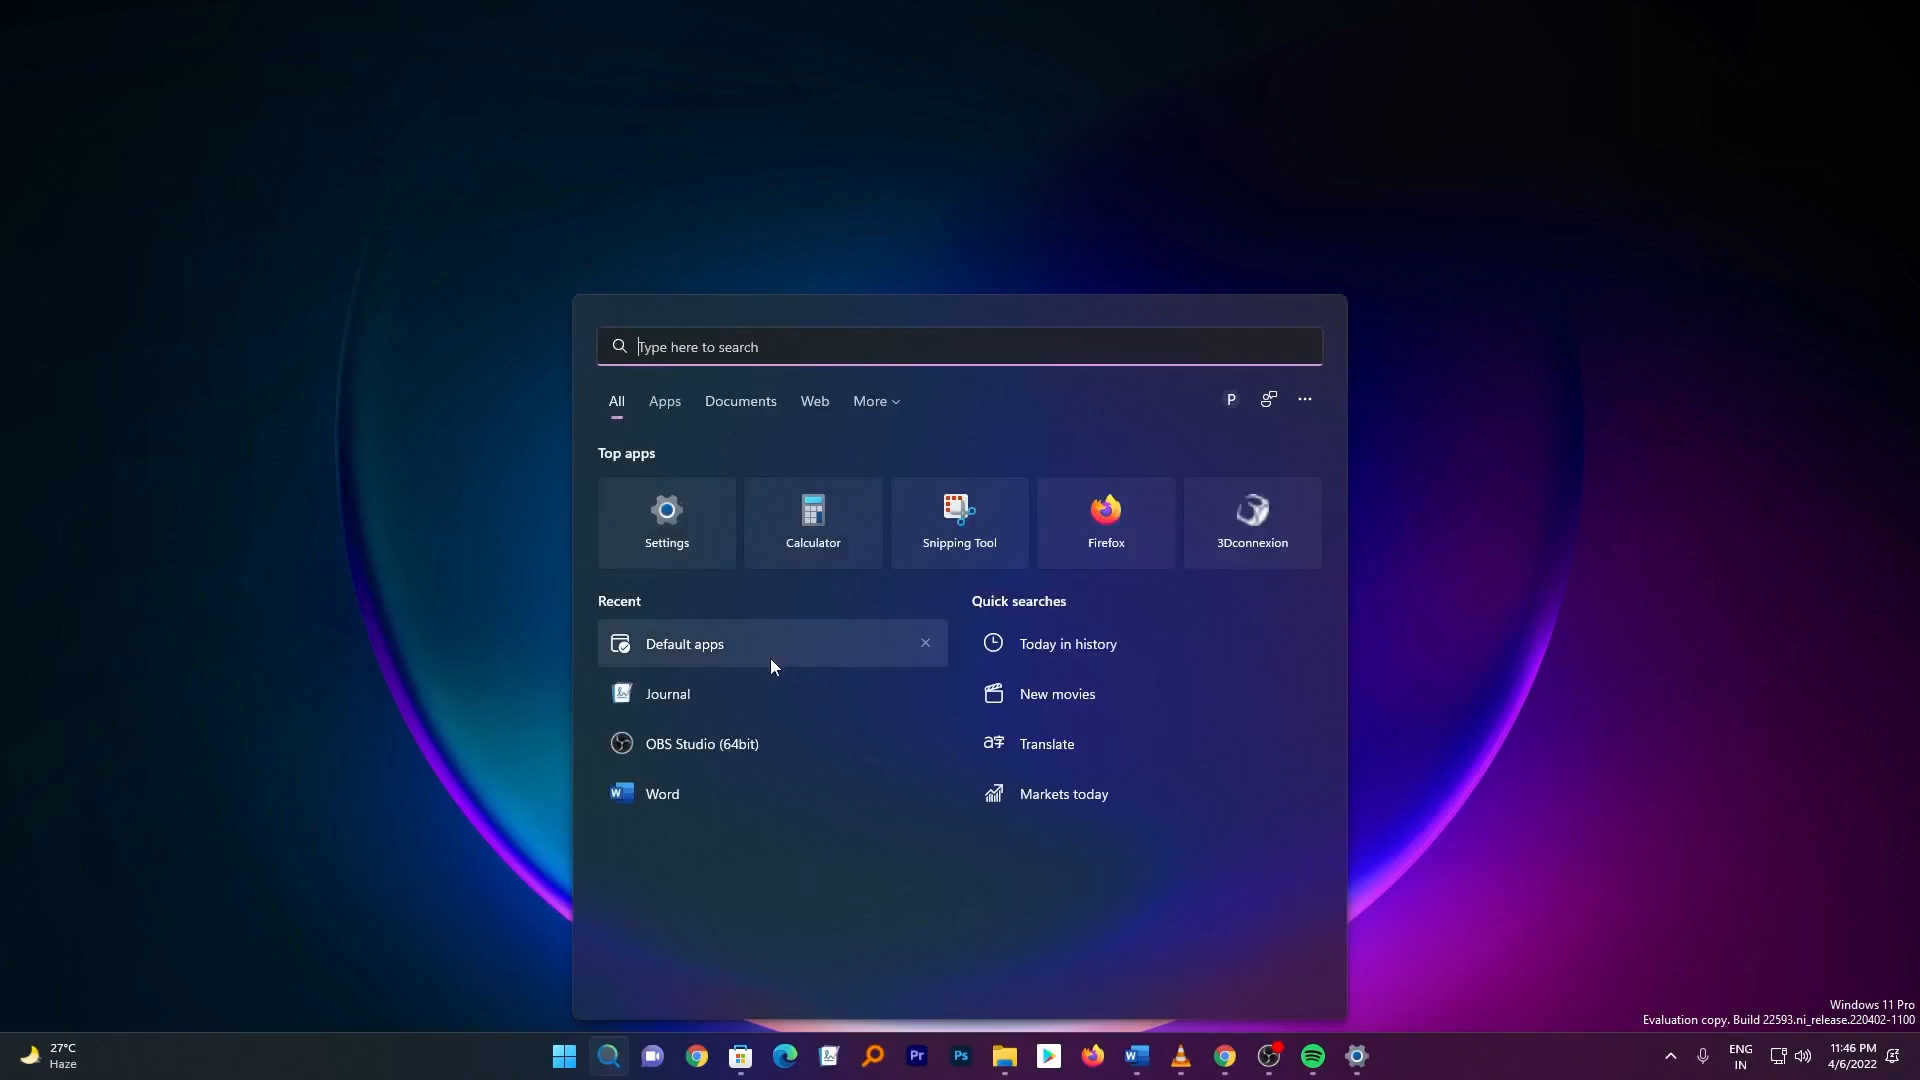 Type here to search
All Apps Documents Web More
P
Top apps
Settings
Calculator
Snipping Tool
Firefox
3Dconnexion
Recent
Default apps
Journal
OBS Studio (64bit)
Word
Quick searches
Today in history
New movies
Translate
Markets today
Windows 11 Pro
Evaluation copy. Build 22593.ni_release.220402-1100
27°C
Haze
Pr
Ps
W
ENG
IN
11:46 PM
4/6/2022